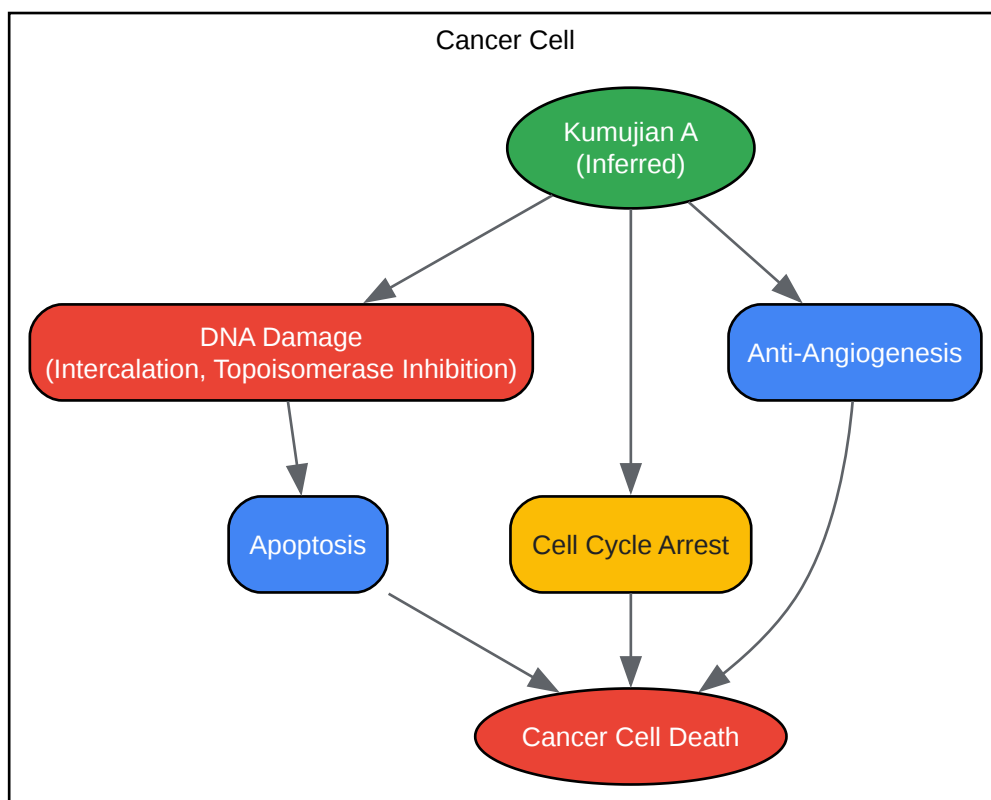 Cancer Cell
Kumujian A
(Inferred)
DNA Damage
(Intercalation, Topoisomerase Inhibition)
Anti-Angiogenesis
Apoptosis
Cell Cycle Arrest
Cancer Cell Death